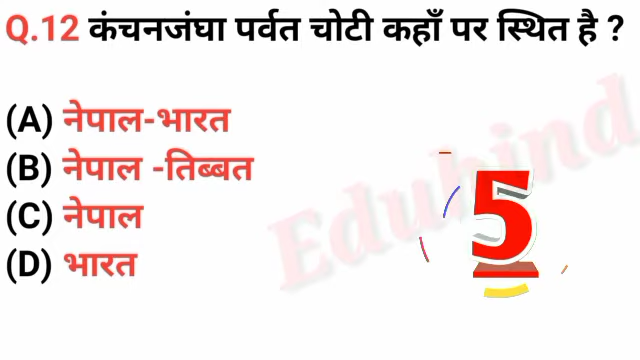 Q.12 कंचनजंघा पर्वत चोटी कहाँ पर स्थित है ?
(A) नेपाल-भारत
(B) नेपाल -तिब्बत
(C) नेपाल
(D) भारत
5
Eduhind